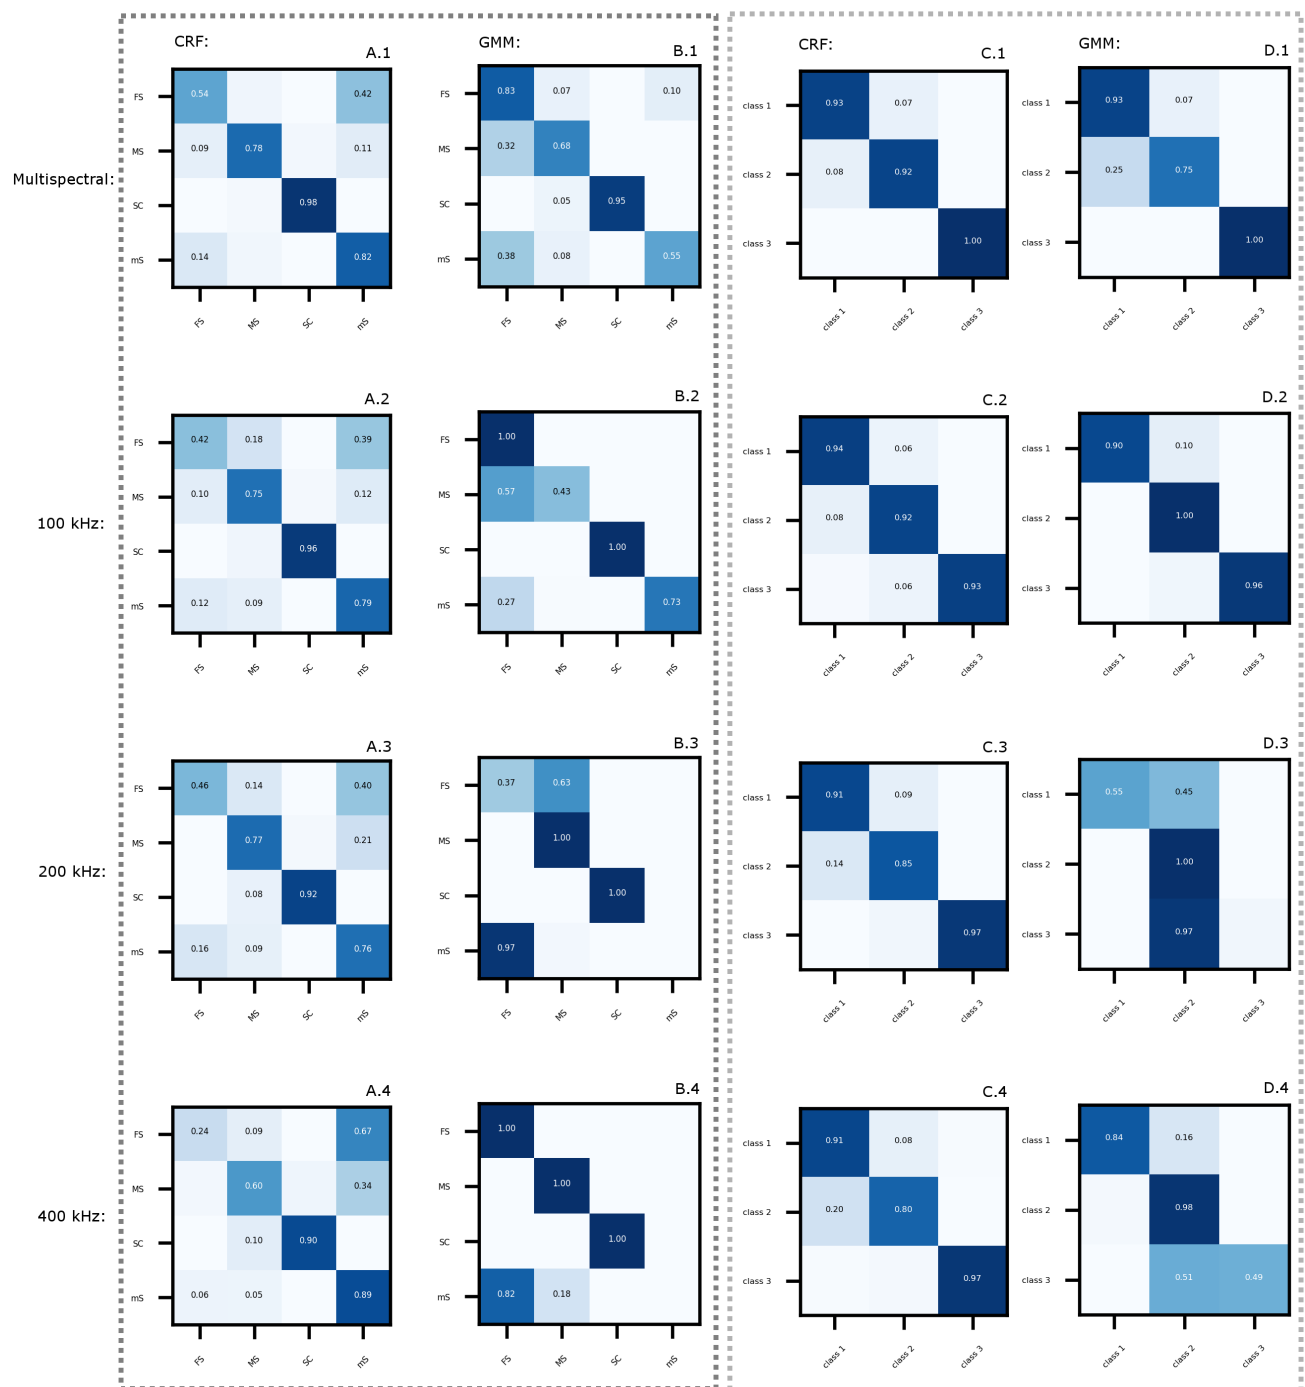 CRF: A.1 GMM: B.1 CRF: C.1 GMM: D.1
Multispectral:
FS 0.54 0.42
MS 0.09 0.78 0.11
SC 0.98
mS 0.14 0.82
FS MS SC mS
FS 0.83 0.07 0.10
MS 0.32 0.68
SC 0.05 0.95
mS 0.38 0.08 0.55
FS MS SC mS
class 1 0.93 0.07
class 2 0.08 0.92
class 3 1.00
class 1 class 2 class 3
class 1 0.93 0.07
class 2 0.25 0.75
class 3 1.00
class 1 class 2 class 3
100 kHz:
A.2
FS 0.42 0.18 0.39
MS 0.10 0.75 0.12
SC 0.96
mS 0.12 0.09 0.79
FS MS SC mS
B.2
FS 1.00
MS 0.57 0.43
SC 1.00
mS 0.27 0.73
FS MS SC mS
C.2
class 1 0.94 0.06
class 2 0.08 0.92
class 3 0.06 0.93
class 1 class 2 class 3
D.2
class 1 0.90 0.10
class 2 1.00
class 3 0.96
class 1 class 2 class 3
200 kHz:
A.3
FS 0.46 0.14 0.40
MS 0.77 0.21
SC 0.08 0.92
mS 0.16 0.09 0.76
FS MS SC mS
B.3
FS 0.37 0.63
MS 1.00
SC 1.00
mS 0.97
FS MS SC mS
C.3
class 1 0.91 0.09
class 2 0.14 0.85
class 3 0.97
class 1 class 2 class 3
D.3
class 1 0.55 0.45
class 2 1.00
class 3 0.97
class 1 class 2 class 3
400 kHz:
A.4
FS 0.24 0.09 0.67
MS 0.60 0.34
SC 0.10 0.90
mS 0.06 0.05 0.89
FS MS SC mS
B.4
FS 1.00
MS 1.00
SC 1.00
mS 0.82 0.18
FS MS SC mS
C.4
class 1 0.91 0.08
class 2 0.20 0.80
class 3 0.97
class 1 class 2 class 3
D.4
class 1 0.84 0.16
class 2 0.98
class 3 0.51 0.49
class 1 class 2 class 3